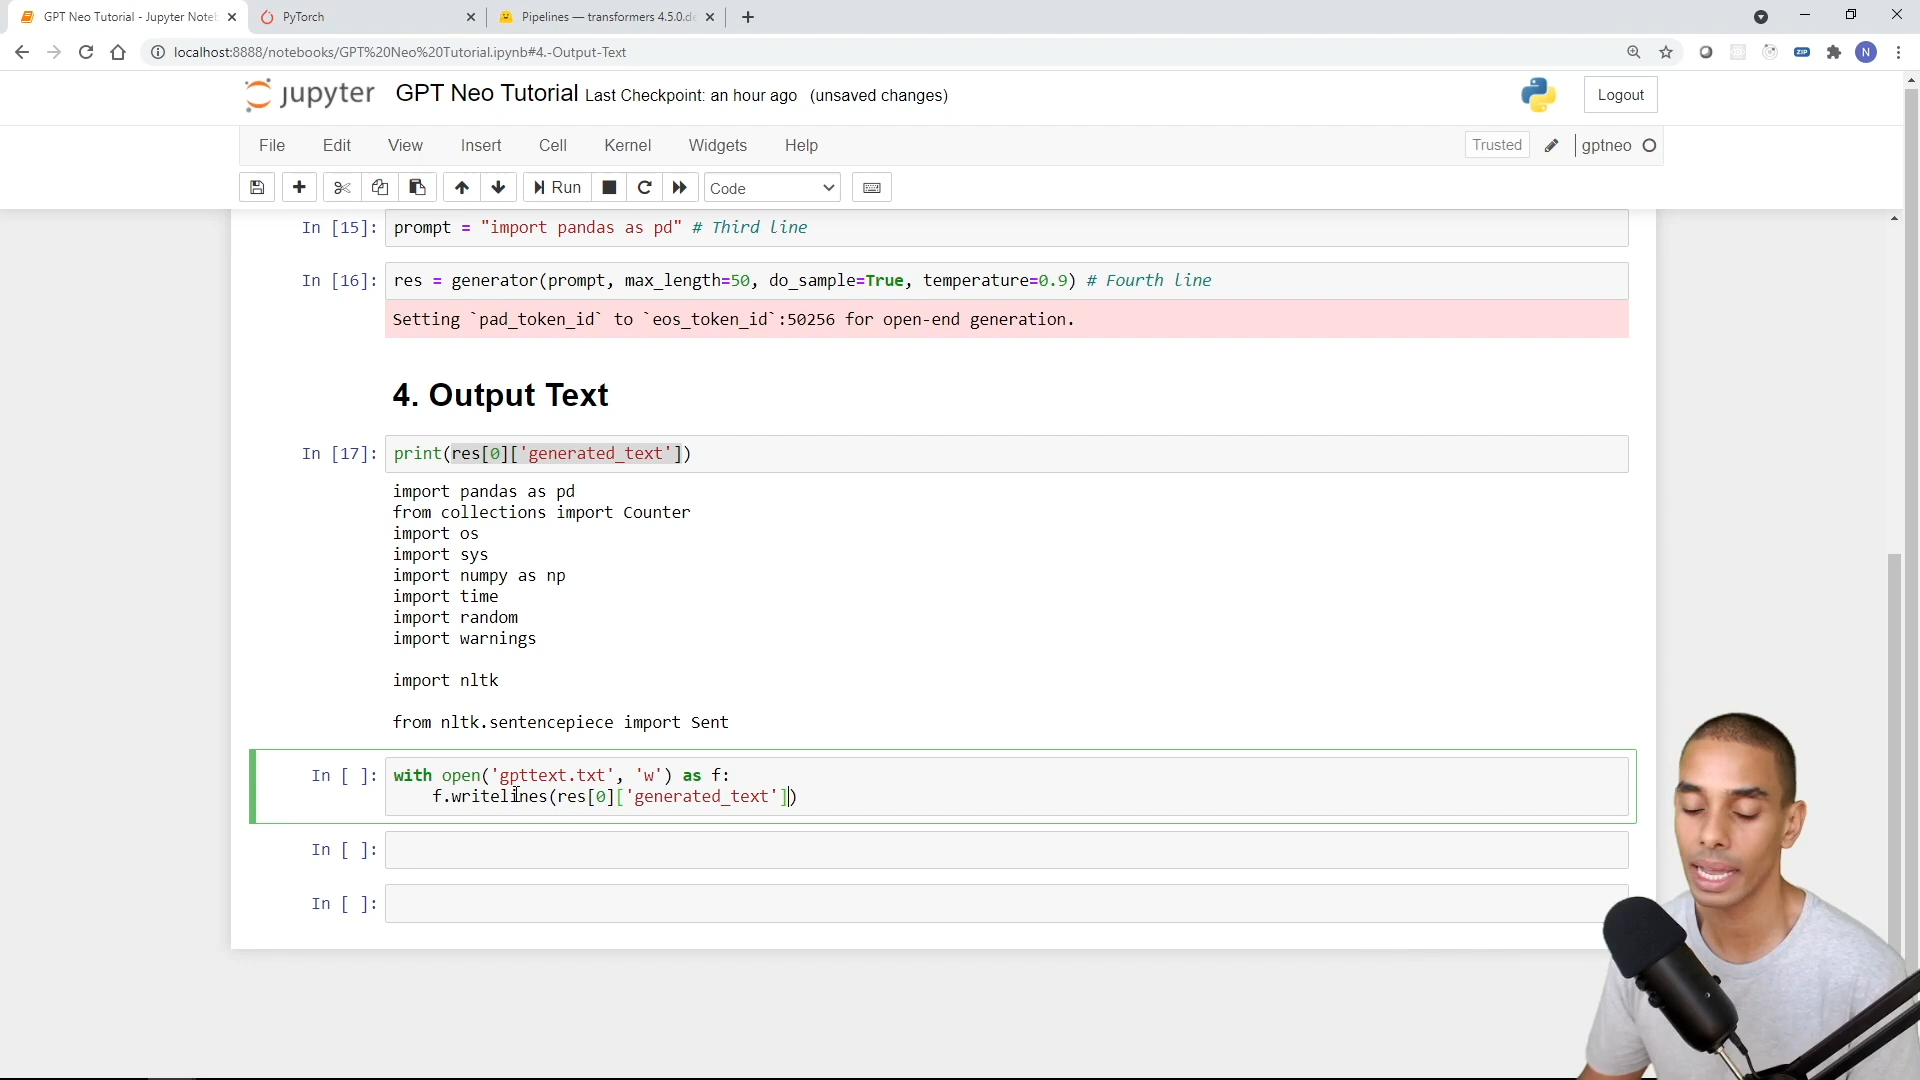 GPT Neo Tutorial - Jupyter Note
PyTorch
Pipelines — transformers 4.5.0.de
localhost:8888/notebooks/GPT%20Neo%20Tutorial.ipynb#4.-Output-Text
ZIP
N
jupyter GPT Neo Tutorial Last Checkpoint: an hour ago (unsaved changes)
Logout
File Edit View Insert Cell Kernel Widgets Help
Trusted
gptneo
Run
Code
In [15]: prompt = "import pandas as pd" # Third line
In [16]: res = generator(prompt, max_length=50, do_sample=True, temperature=0.9) # Fourth line
Setting `pad_token_id` to `eos_token_id`:50256 for open-end generation.
4. Output Text
In [17]: print(res[0]['generated_text'])
import pandas as pd
from collections import Counter
import os
import sys
import numpy as np
import time
import random
import warnings
import nltk
from nltk.sentencepiece import Sent
In [ ]: with open('gpttext.txt', 'w') as f:
f.writelines(res[0]['generated_text'])
In [ ]:
In [ ]: